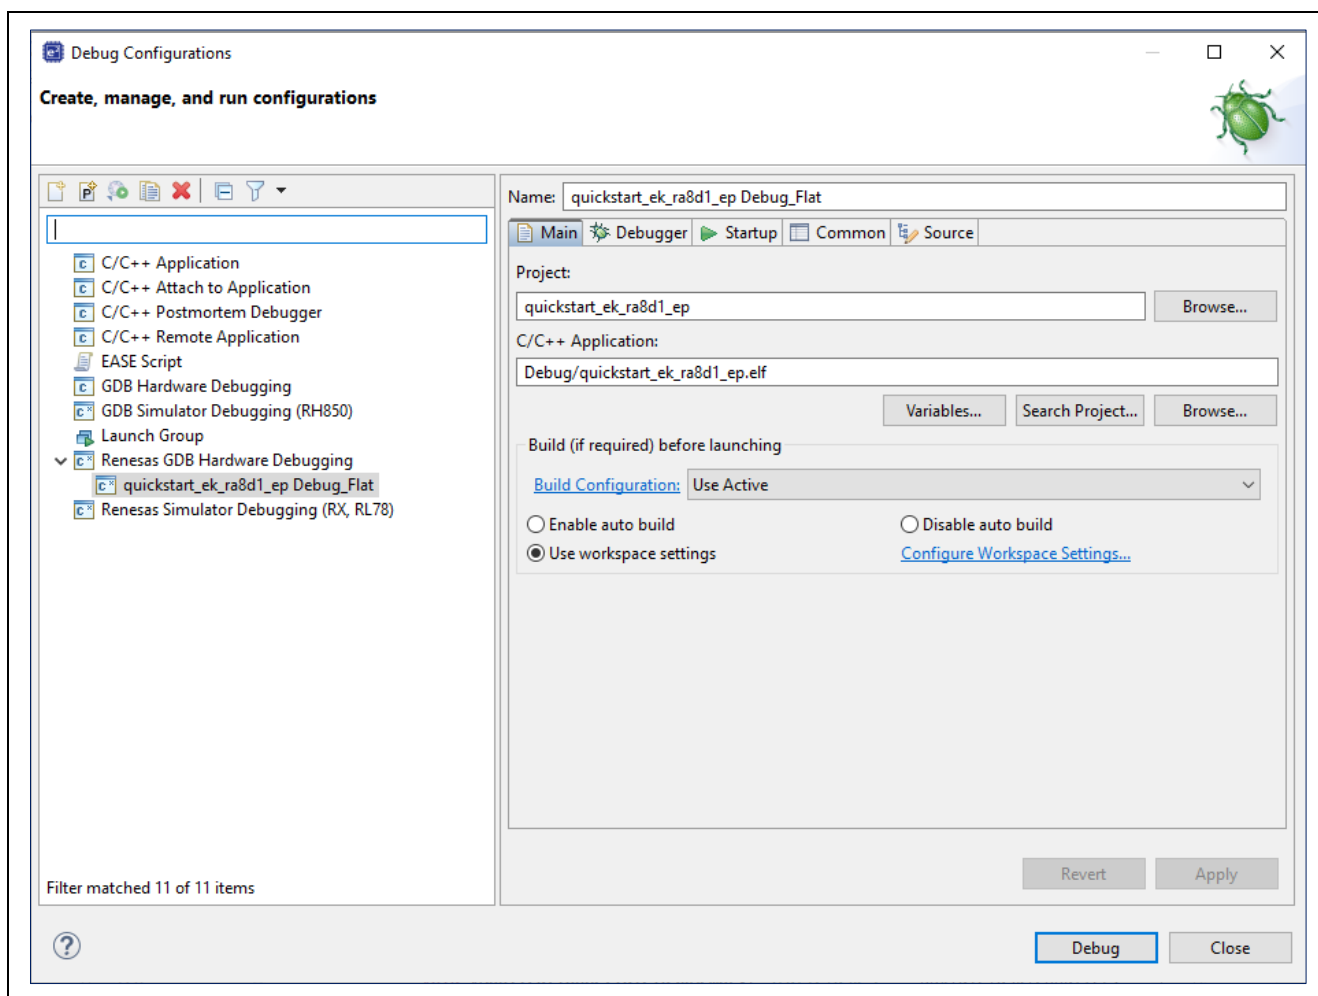 Debug Configurations
Create, manage, and run configurations
Name: quickstart_ek_ra8d1_ep Debug_Flat
Main Debugger Startup Common Source
C/C++ Application
C/C++ Attach to Application
C/C++ Postmortem Debugger
C/C++ Remote Application
EASE Script
GDB Hardware Debugging
GDB Simulator Debugging (RH850)
Launch Group
Renesas GDB Hardware Debugging
quickstart_ek_ra8d1_ep Debug_Flat
Renesas Simulator Debugging (RX, RL78)
Filter matched 11 of 11 items
Project:
quickstart_ek_ra8d1_ep Browse...
C/C++ Application:
Debug/quickstart_ek_ra8d1_ep.elf
Variables... Search Project... Browse...
Build (if required) before launching
Build Configuration: Use Active
Enable auto build Disable auto build
Use workspace settings Configure Workspace Settings...
Revert Apply
Debug Close